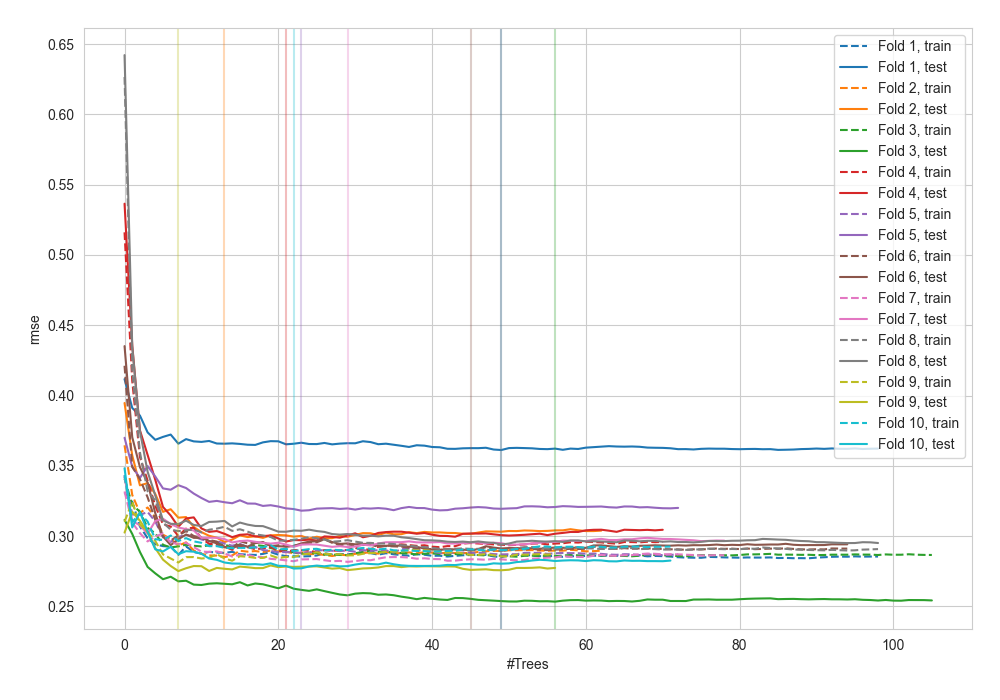 0.65
0.60
0.55
0.50
0.45
0.40
0.35
0.30
0.25
rmse
0
20
40
60
80
100
#Trees
Fold 1, train
Fold 1, test
Fold 2, train
Fold 2, test
Fold 3, train
Fold 3, test
Fold 4, train
Fold 4, test
Fold 5, train
Fold 5, test
Fold 6, train
Fold 6, test
Fold 7, train
Fold 7, test
Fold 8, train
Fold 8, test
Fold 9, train
Fold 9, test
Fold 10, train
Fold 10, test